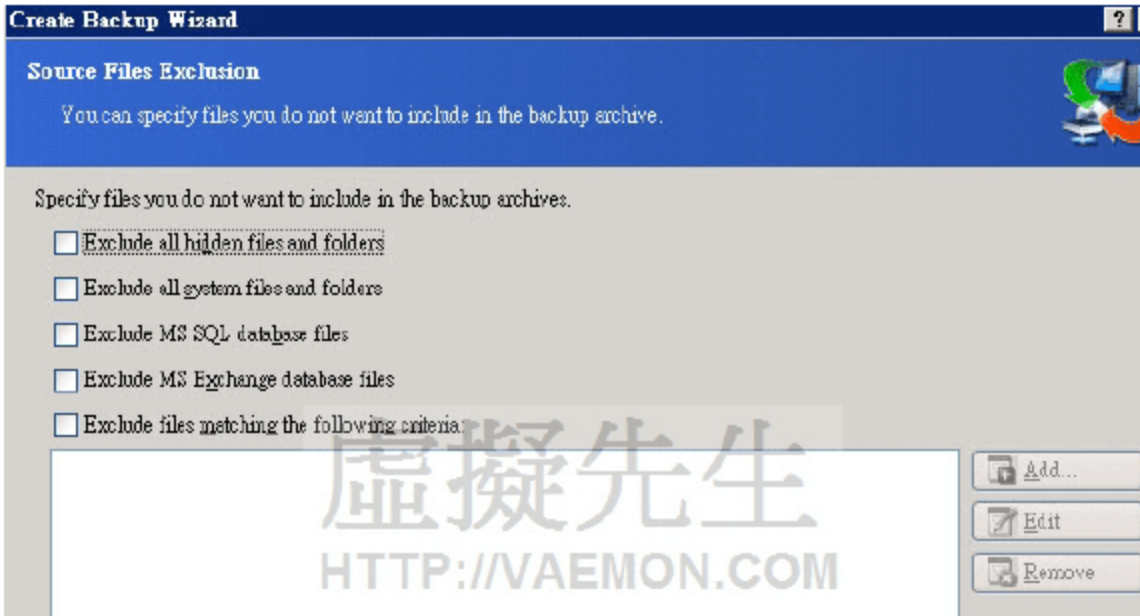 Create Backup Wizard
?
Source Files Exclusion
You can specify files you do not want to include in the backup archive.
Specify files you do not want to include in the backup archives.
Exclude all hidden files and folders
Exclude all system files and folders
Exclude MS SQL database files
Exclude MS Exchange database files
Exclude files matching the following criteria:
虛擬先生
HTTP://VAEMON.COM
Add...
Edit
Remove